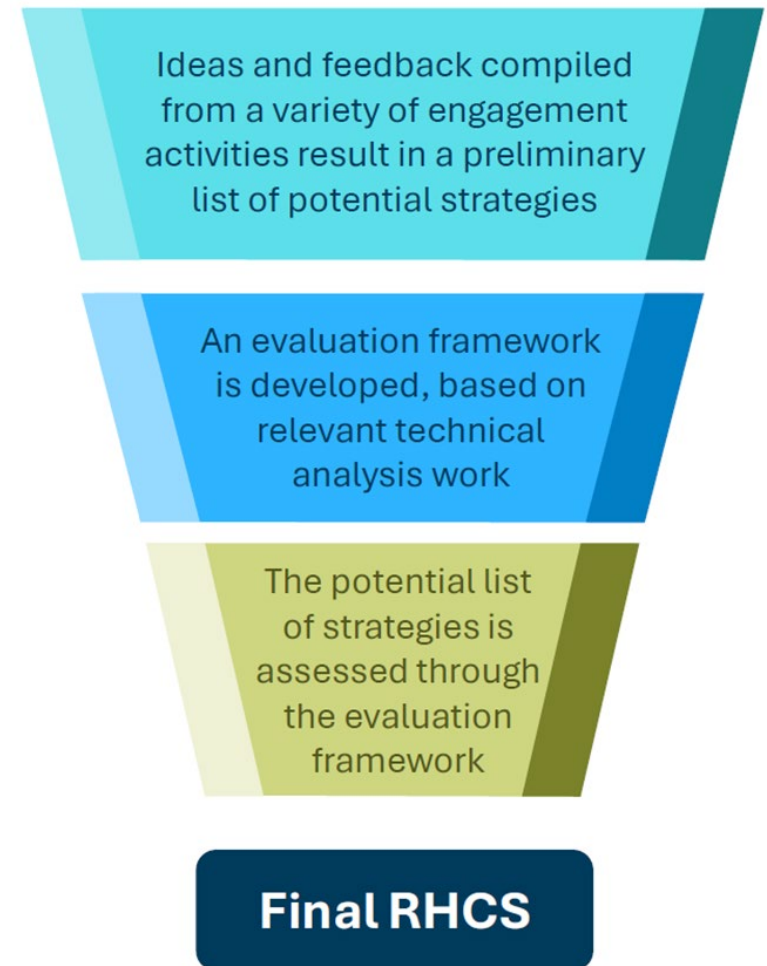 Ideas and feedback compiled
from a variety of engagement
activities result in a preliminary
list of potential strategies
An evaluation framework
is developed, based on
relevant technical
analysis work
The potential list
of strategies is
assessed through
the evaluation
framework
Final RHCS